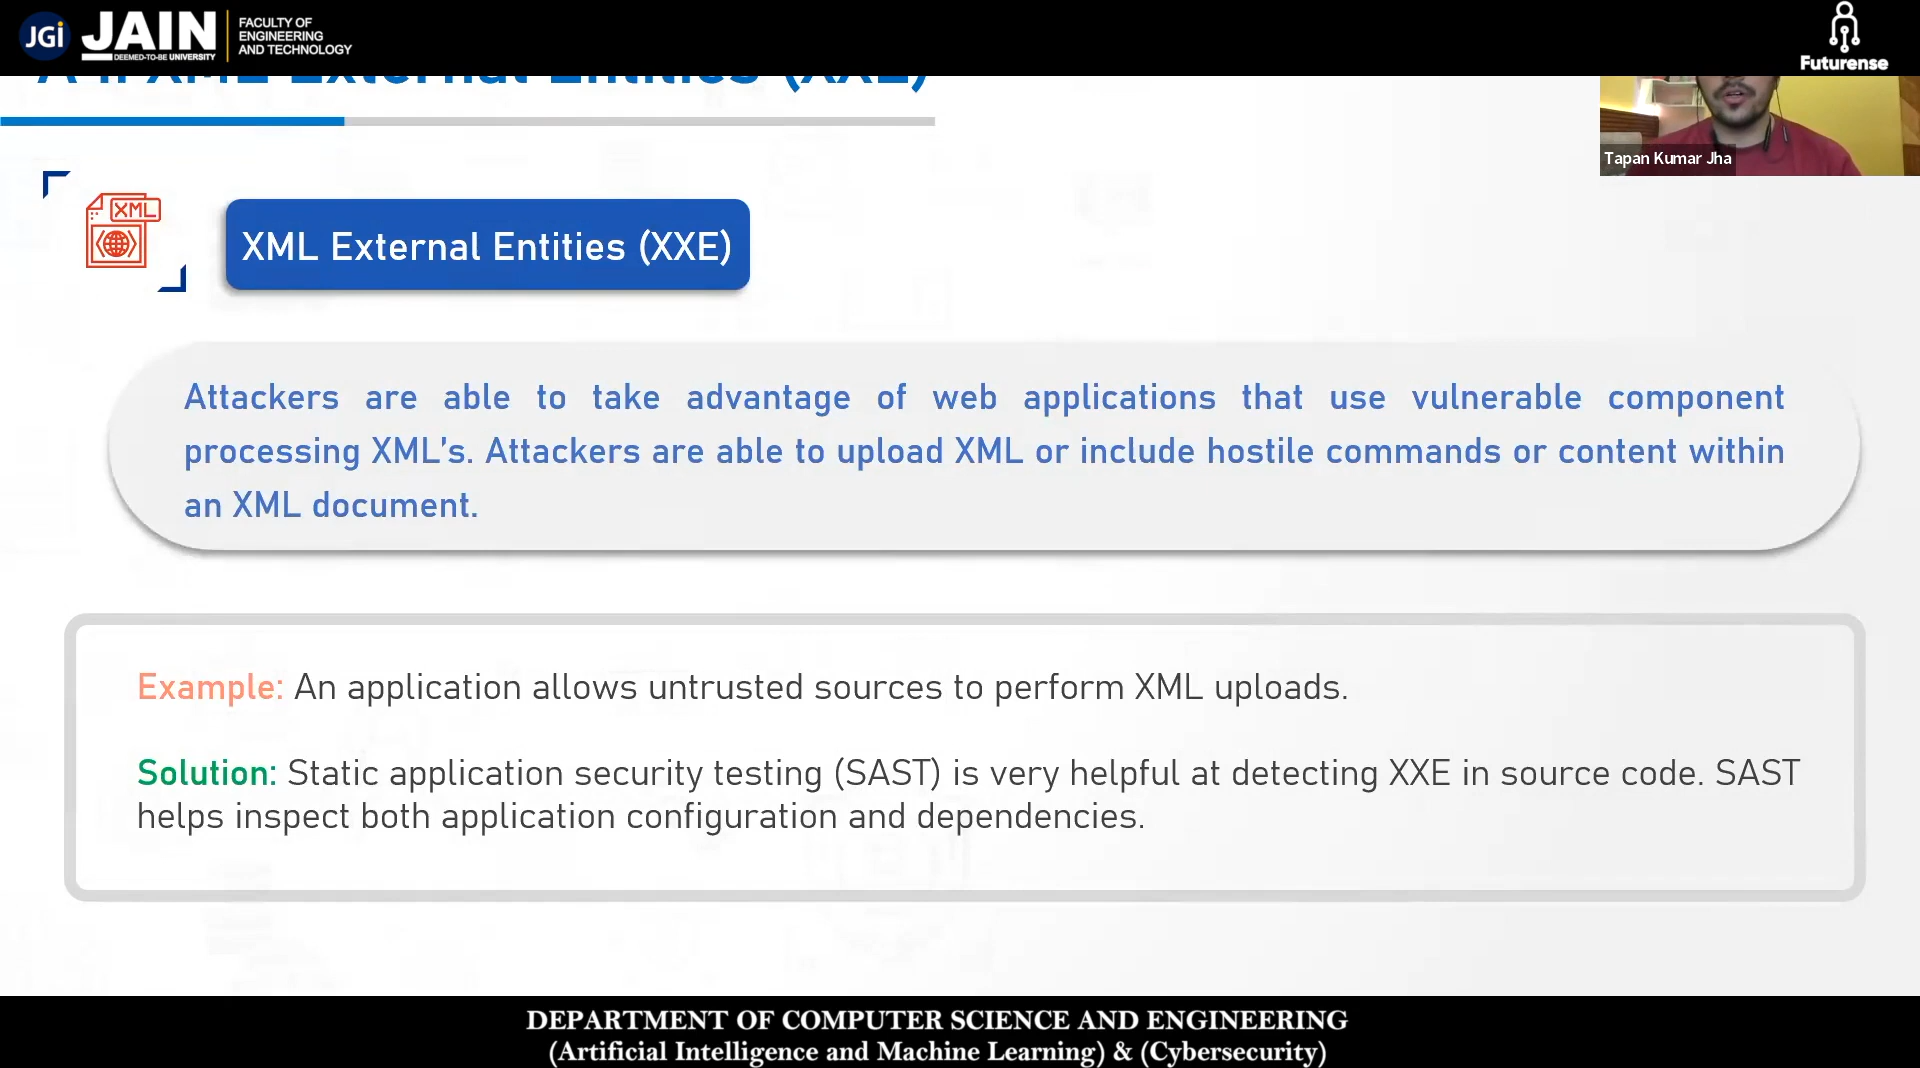 JGi JAIN
DEEMED-TO-BE UNIVERSITY
FACULTY OF
ENGINEERING
AND TECHNOLOGY
Futurense
XML External Entities (XXE)
Tapan Kumar Jha
XML
XML External Entities (XXE)
Attackers are able to take advantage of web applications that use vulnerable component
processing XML's. Attackers are able to upload XML or include hostile commands or content within
an XML document.
Example: An application allows untrusted sources to perform XML uploads.
Solution: Static application security testing (SAST) is very helpful at detecting XXE in source code. SAST
helps inspect both application configuration and dependencies.
DEPARTMENT OF COMPUTER SCIENCE AND ENGINEERING
(Artificial Intelligence and Machine Learning) & (Cybersecurity)